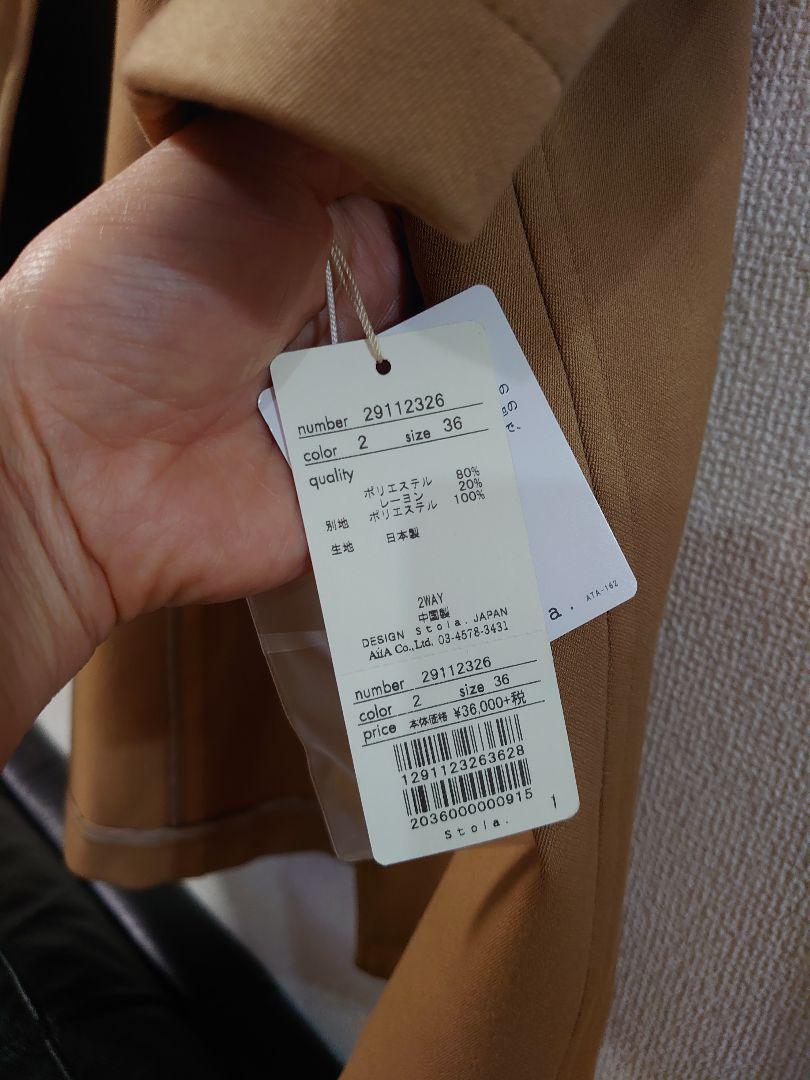 number 29112326
color 2 size 36
quality
ポリエステル 80%
レーヨン 20%
別地 ポリエステル 100%
生地 日本製
2WAY
中国製
DESIGN Stola. JAPAN
AiiA Co.,Ltd. 03-4578-3431
number 29112326
color 2 size 36
price 本体価格 ¥36,000+税
1291123263628
2036000000915
Stola. 1
の
の
で、
a. ATA-162